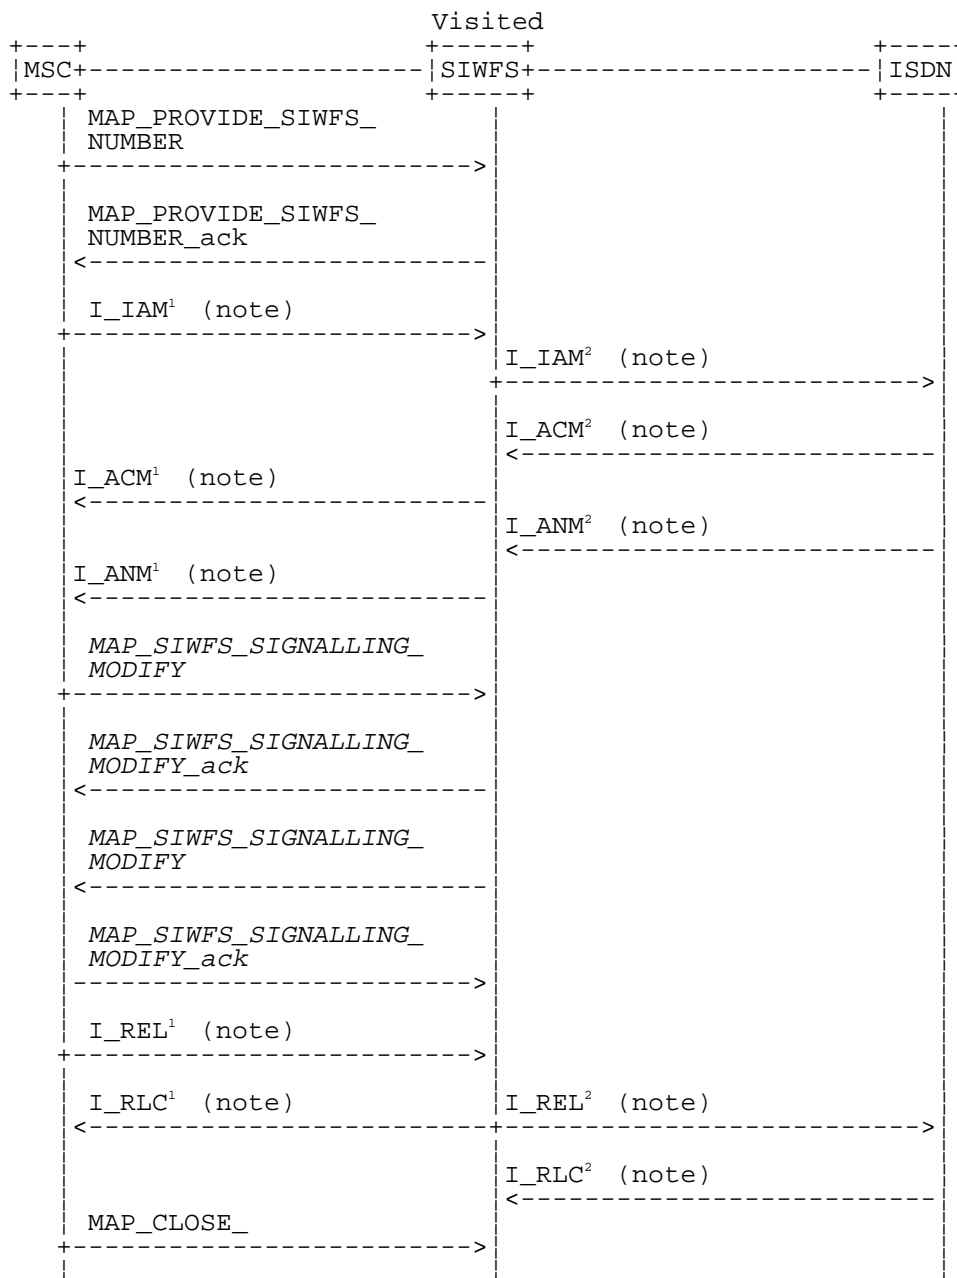 Visited
MSC SIWFS ISDN
MAP_PROVIDE_SIWFS_
NUMBER
MAP_PROVIDE_SIWFS_
NUMBER_ack
I_IAM¹ (note)
I_IAM² (note)
I_ACM² (note)
I_ACM¹ (note)
I_ANM² (note)
I_ANM¹ (note)
MAP_SIWFS_SIGNALLING_
MODIFY
MAP_SIWFS_SIGNALLING_
MODIFY_ack
MAP_SIWFS_SIGNALLING_
MODIFY
MAP_SIWFS_SIGNALLING_
MODIFY_ack
I_REL¹ (note)
I_RLC¹ (note) I_REL² (note)
I_RLC² (note)
MAP_CLOSE_